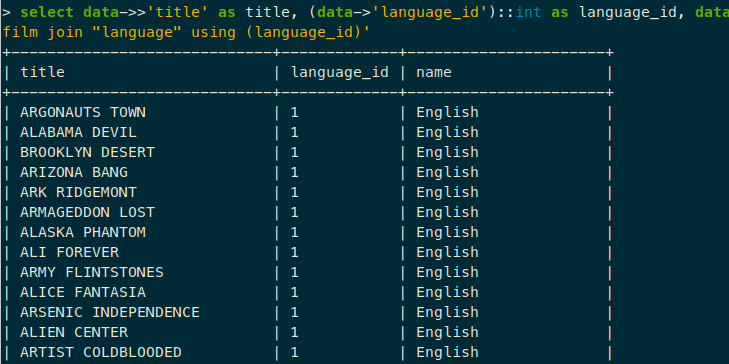 > select data->>'title' as title, (data->'language_id')::int as language_id, data
film join "language" using (language_id)'
+-----------------------------+-------------+----------------------+
| title                       | language_id | name                 |
+-----------------------------+-------------+----------------------+
| ARGONAUTS TOWN              | 1           | English              |
| ALABAMA DEVIL               | 1           | English              |
| BROOKLYN DESERT             | 1           | English              |
| ARIZONA BANG                | 1           | English              |
| ARK RIDGEMONT               | 1           | English              |
| ARMAGEDDON LOST             | 1           | English              |
| ALASKA PHANTOM              | 1           | English              |
| ALI FOREVER                 | 1           | English              |
| ARMY FLINTSTONES            | 1           | English              |
| ALICE FANTASIA              | 1           | English              |
| ARSENIC INDEPENDENCE        | 1           | English              |
| ALIEN CENTER                | 1           | English              |
| ARTIST COLDBLOODED          | 1           | English              |